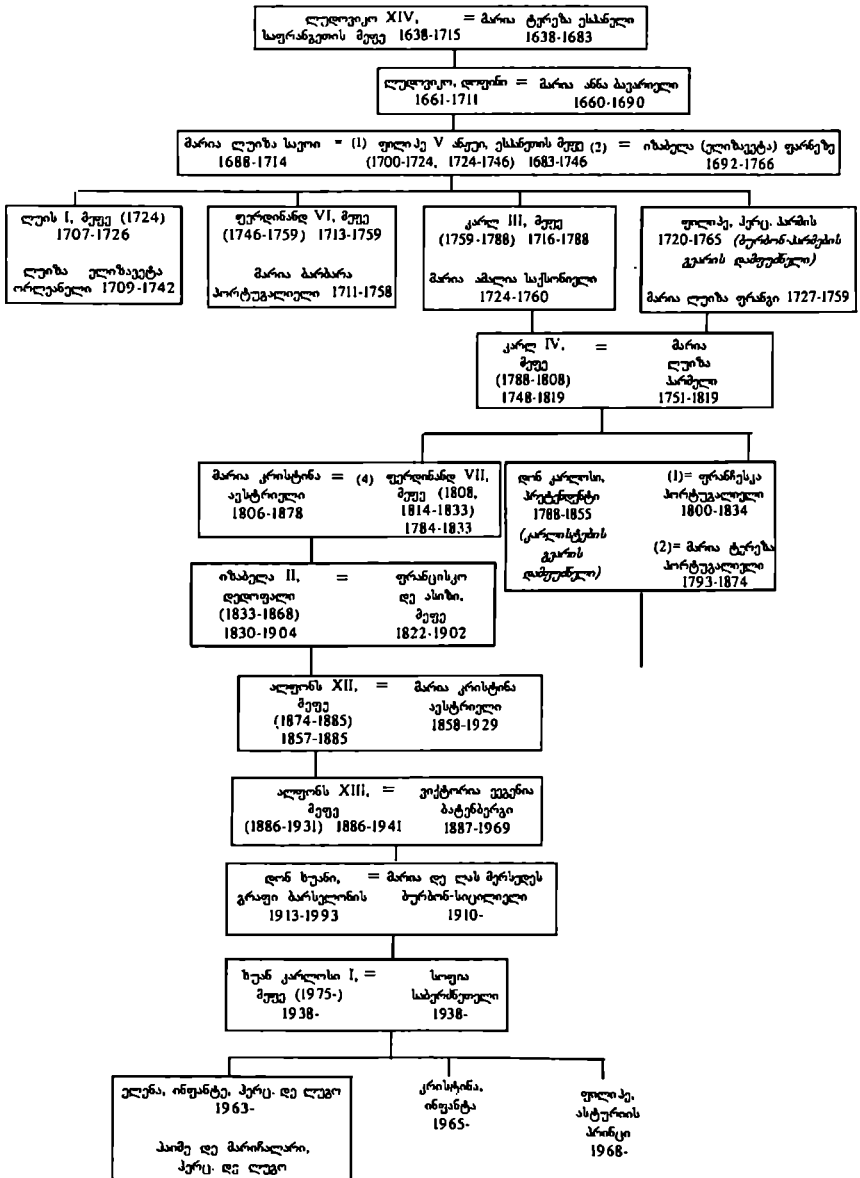 ლუდოვიკო XIV, = მარია ტერეზა ესპანელი
საფრანგეთის მეფე 1638-1715 1638-1683
ლუდოვიკო, დოფინი = მარია ანნა ბავარიელი
1661-1711 1660-1690
მარია ლუიზა სავოი = (1) ფილიპე V ანჟუი, ესპანეთის მეფე (2) = იზაბელა (ელიზავეტა) ფარნეზე
1688-1714 (1700-1724, 1724-1746) 1683-1746 1692-1766
ლუის I, მეფე (1724)
1707-1726
ლუიზა ელიზავეტა
ორლეანელი 1709-1742
ფერდინანდ VI, მეფე
(1746-1759) 1713-1759
მარია ბარბარა
პორტუგალიელი 1711-1758
კარლ III, მეფე
(1759-1788) 1716-1788
მარია ამალია საქსონიელი
1724-1760
ფილიპე, ჰერც. პარმის
1720-1765 (ბურბონ-პარმების
გვარის დამფუძნელი)
მარია ლუიზა ფრანგი 1727-1759
კარლ IV, = მარია
მეფე ლუიზა
(1788-1808) პარმელი
1748-1819 1751-1819
მარია კრისტინა = (4) ფერდინანდ VII,
ავსტრიელი მეფე (1808,
1806-1878 1814-1833)
1784-1833
დონ კარლოსი, (1)= ფრანჩესკა
პრეტენდენტი პორტუგალიელი
1788-1855 1800-1834
(კარლისტების
გვარის (2)= მარია ტერეზა
დამფუძნელი) პორტუგალიელი
1793-1874
იზაბელა II, = ფრანცისკო
დედოფალი დე ასიზი,
(1833-1868) მეფე
1830-1904 1822-1902
ალფონს XII, = მარია კრისტინა
მეფე ავსტრიელი
(1874-1885) 1858-1929
1857-1885
ალფონს XIII, = ვიქტორია ევგენია
მეფე ბატენბერგი
(1886-1931) 1886-1941 1887-1969
დონ ხუანი, = მარია დე ლას მერსედეს
გრაფი ბარსელონის ბურბონ-სიცილიელი
1913-1993 1910-
ხუან კარლოსი I, = სოფია
მეფე (1975-) საბერძნეთელი
1938- 1938-
ელენა, ინფანტე, ჰერც. დე ლუგო
1963-
ჰაიმე დე მარიჩალარი,
ჰერც. დე ლუგო
კრისტინა,
ინფანტა
1965-
ფილიპე,
ასტურიის
პრინცი
1968-